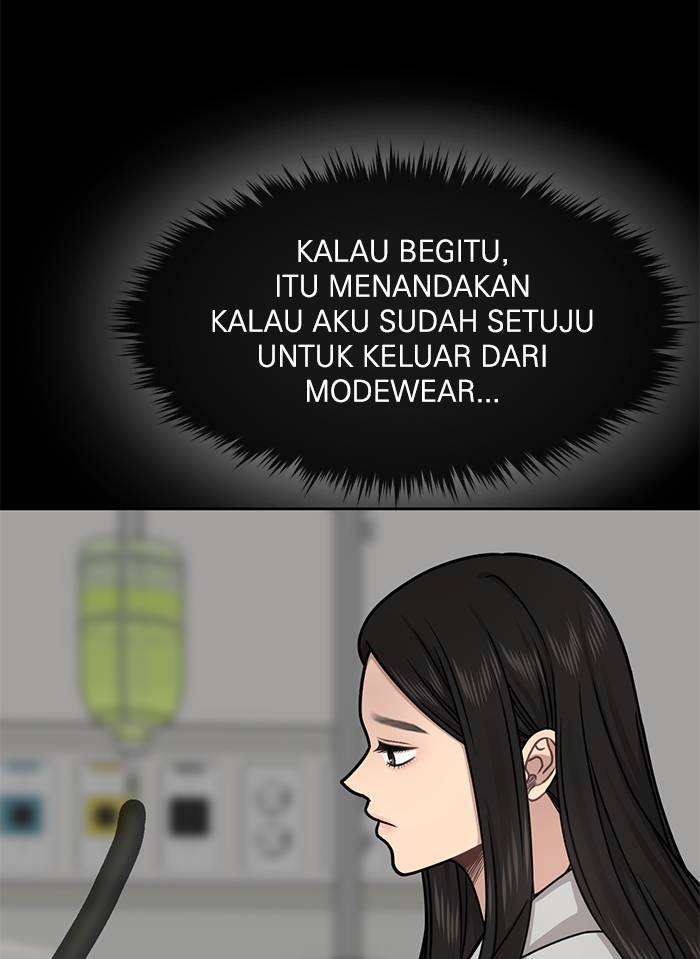 KALAU BEGITU,
ITU MENANDAKAN
KALAU AKU SUDAH SETUJU
UNTUK KELUAR DARI
MODEWEAR...